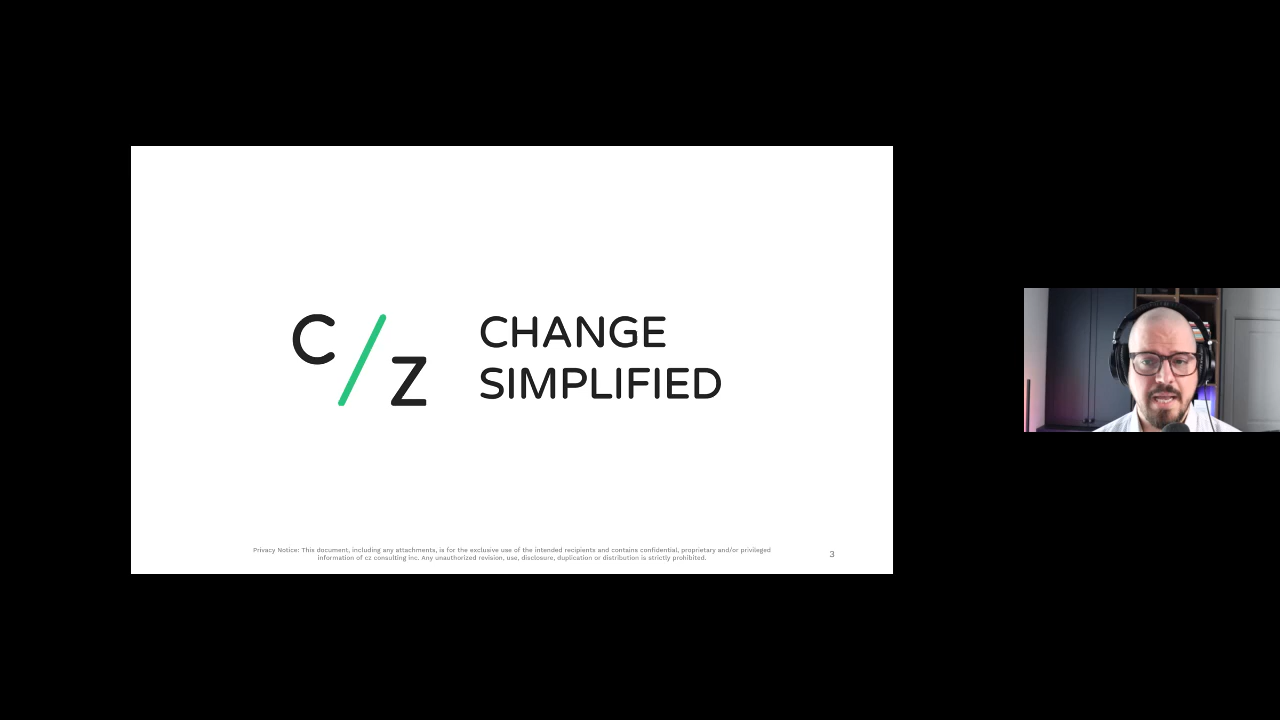 C/Z
CHANGE
SIMPLIFIED
Privacy Notice: This document, including any attachments, is for the exclusive use of the intended recipients and contains confidential, proprietary and/or privileged
information of cz consulting inc. Any unauthorized revision, use, disclosure, duplication or distribution is strictly prohibited.
3